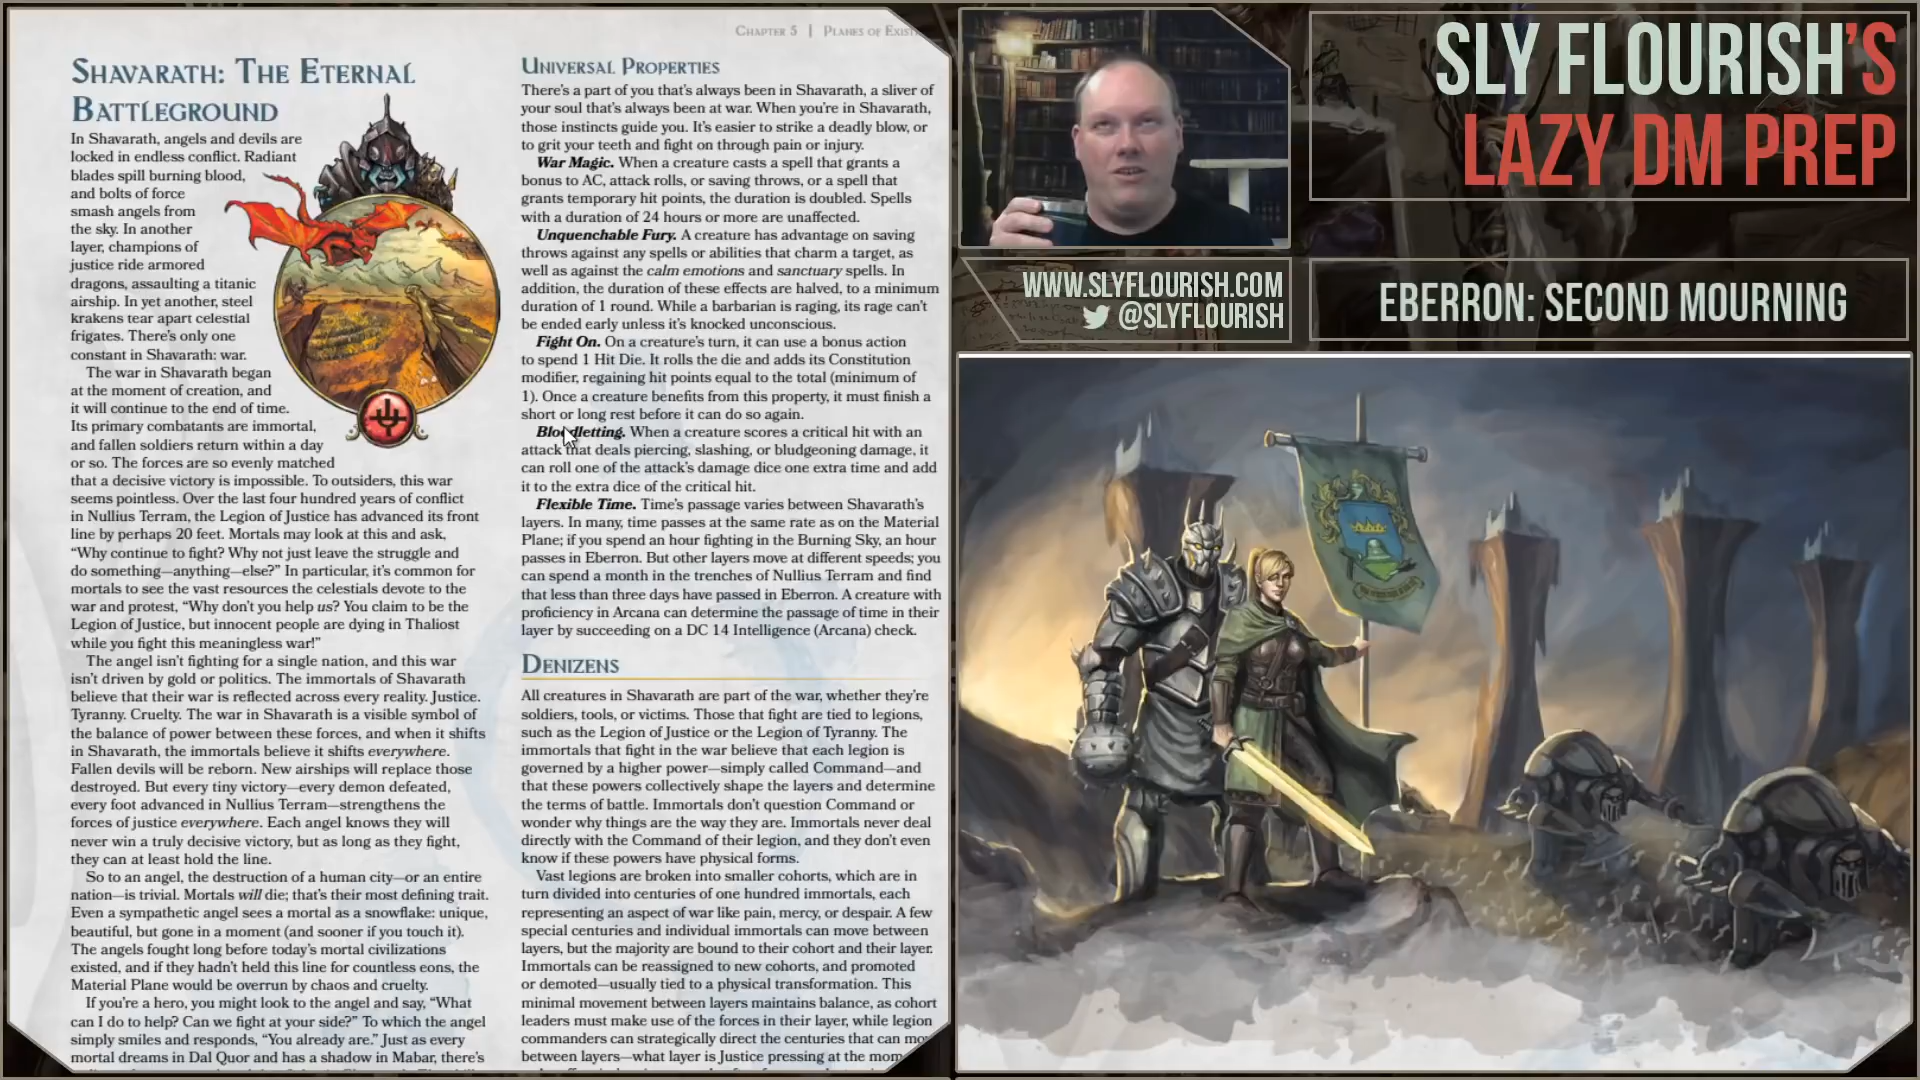 CHAPTER 5 | PLANES OF
SHAVARATH: THE ETERNAL
BATTLEGROUND
In Shavarath, angels and devils are
locked in endless conflict. Radiant
blades spill burning blood,
and bolts of force
smash angels from
the sky. In another
layer, champions of
justice ride armored
dragons, assaulting a titanic
airship. In yet another, steel
krakens tear apart celestial
frigates. There's only one
constant in Shavarath: war.
The war in Shavarath began
at the moment of creation, and
it will continue to the end of time.
Its primary combatants are immortal,
and fallen soldiers return within a day
or so. The forces are so evenly matched
that a decisive victory is impossible. To outsiders, this war
seems pointless. Over the last four hundred years of conflict
in Nullius Terram, the Legion of Justice has advanced its front
line by perhaps 20 feet. Mortals may look at this and ask,
“Why continue to fight? Why not just leave the struggle and
do something—anything—else?” In particular, it's common for
mortals to see the vast resources the celestials devote to the
war and protest, “Why don't you help us? You claim to be the
Legion of Justice, but innocent people are dying in Thaliost
while you fight this meaningless war!”
The angel isn't fighting for a single nation, and this war
isn't driven by gold or politics. The immortals of Shavarath
believe that their war is reflected across every reality. Justice.
Tyranny. Cruelty. The war in Shavarath is a visible symbol of
the balance of power between these forces, and when it shifts
in Shavarath, the immortals believe it shifts everywhere.
Fallen devils will be reborn. New airships will replace those
destroyed. But every tiny victory—every demon defeated,
every foot advanced in Nullius Terram—strengthens the
forces of justice everywhere. Each angel knows they will
never win a truly decisive victory, but as long as they fight,
they can at least hold the line.
So to an angel, the destruction of a human city—or an entire
nation—is trivial. Mortals will die; that's their most defining trait.
Even a sympathetic angel sees a mortal as a snowflake: unique,
beautiful, but gone in a moment (and sooner if you touch it).
The angels fought long before today's mortal civilizations
existed, and if they hadn't held this line for countless eons, the
Material Plane would be overrun by chaos and cruelty.
If you're a hero, you might look to the angel and say, “What
can I do to help? Can we fight at your side?” To which the angel
simply smiles and responds, “You already are.” Just as every
mortal dreams in Dal Quor and has a shadow in Mabar, there's
UNIVERSAL PROPERTIES
There's a part of you that's always been in Shavarath, a sliver of
your soul that's always been at war. When you're in Shavarath,
those instincts guide you. It's easier to strike a deadly blow, or
to grit your teeth and fight on through pain or injury.
War Magic. When a creature casts a spell that grants a
bonus to AC, attack rolls, or saving throws, or a spell that
grants temporary hit points, the duration is doubled. Spells
with a duration of 24 hours or more are unaffected.
Unquenchable Fury. A creature has advantage on saving
throws against any spells or abilities that charm a target, as
well as against the calm emotions and sanctuary spells. In
addition, the duration of these effects are halved, to a minimum
duration of 1 round. While a barbarian is raging, its rage can't
be ended early unless it's knocked unconscious.
Fight On. On a creature's turn, it can use a bonus action
to spend 1 Hit Die. It rolls the die and adds its Constitution
modifier, regaining hit points equal to the total (minimum of
1). Once a creature benefits from this property, it must finish a
short or long rest before it can do so again.
Bloodletting. When a creature scores a critical hit with an
attack that deals piercing, slashing, or bludgeoning damage, it
can roll one of the attack's damage dice one extra time and add
it to the extra dice of the critical hit.
Flexible Time. Time's passage varies between Shavarath's
layers. In many, time passes at the same rate as on the Material
Plane; if you spend an hour fighting in the Burning Sky, an hour
passes in Eberron. But other layers move at different speeds; you
can spend a month in the trenches of Nullius Terram and find
that less than three days have passed in Eberron. A creature with
proficiency in Arcana can determine the passage of time in their
layer by succeeding on a DC 14 Intelligence (Arcana) check.
DENIZENS
All creatures in Shavarath are part of the war, whether they're
soldiers, tools, or victims. Those that fight are tied to legions,
such as the Legion of Justice or the Legion of Tyranny. The
immortals that fight in the war believe that each legion is
governed by a higher power—simply called Command—and
that these powers collectively shape the layers and determine
the terms of battle. Immortals don't question Command or
wonder why things are the way they are. Immortals never deal
directly with the Command of their legion, and they don't even
know if these powers have physical forms.
Vast legions are broken into smaller cohorts, which are in
turn divided into centuries of one hundred immortals, each
representing an aspect of war like pain, mercy, or despair. A few
special centuries and individual immortals can move between
layers, but the majority are bound to their cohort and their layer.
Immortals can be reassigned to new cohorts, and promoted
or demoted—usually tied to a physical transformation. This
minimal movement between layers maintains balance, as cohort
leaders must make use of the forces in their layer, while legion
commanders can strategically direct the centuries that can
between layers—what layer is Justice pressing at the
SLY FLOURISH'S
LAZY DM PREP
WWW.SLYFLOURISH.COM
@SLYFLOURISH
EBERRON: SECOND MOURNING